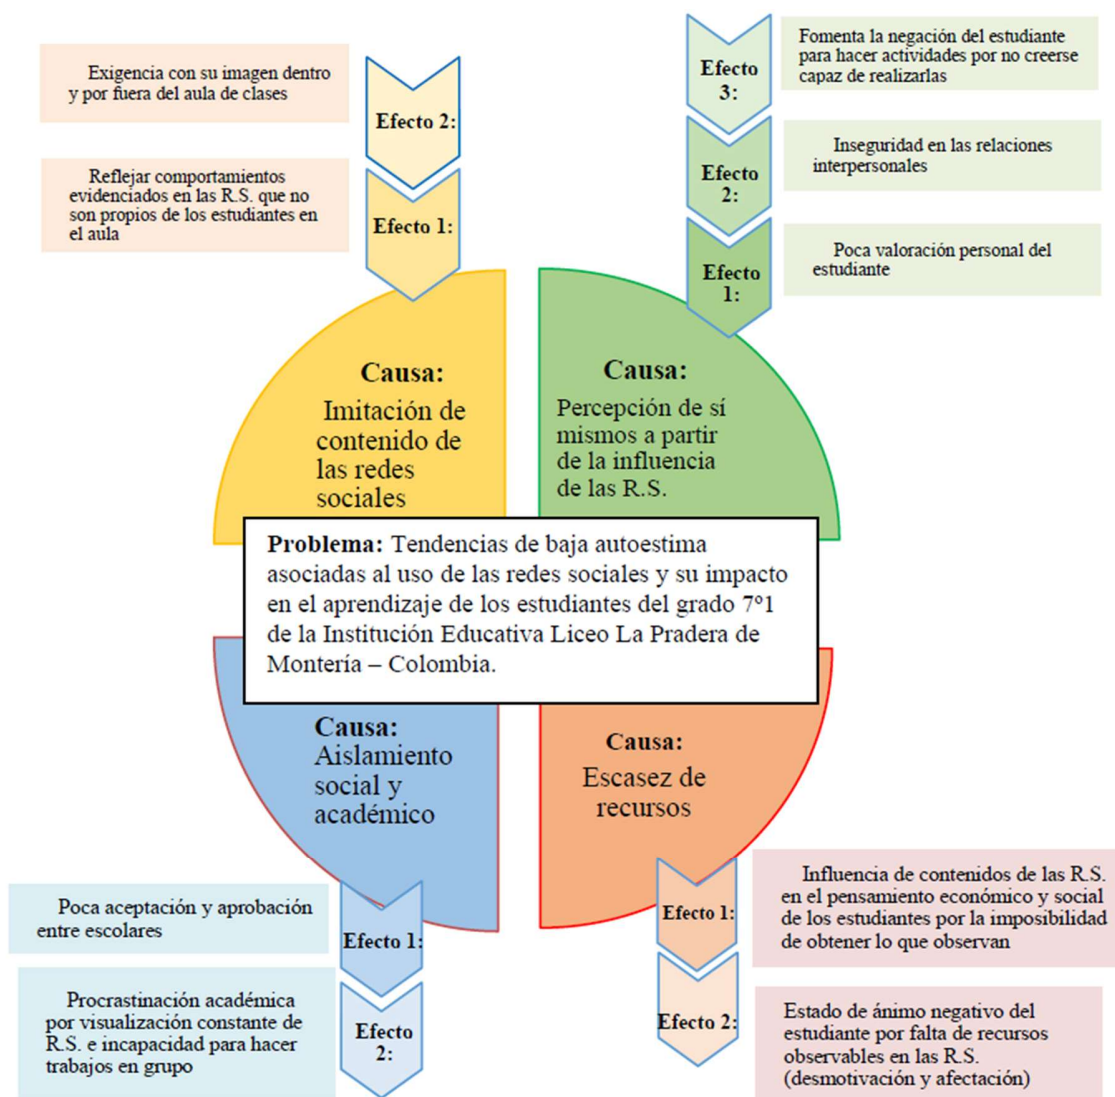 Exigencia con su imagen dentro
y por fuera del aula de clases
Efecto 2:
Reflejar comportamientos
evidenciados en las R.S. que no
son propios de los estudiantes en
el aula
Efecto 1:
Efecto
3:
Fomenta la negación del estudiante
para hacer actividades por no creerse
capaz de realizarlas
Efecto
2:
Inseguridad en las relaciones
interpersonales
Efecto
1:
Poca valoración personal del
estudiante
Causa:
Imitación de
contenido de
las redes
sociales
Causa:
Percepción de sí
mismos a partir
de la influencia
de las R.S.
Problema: Tendencias de baja autoestima
asociadas al uso de las redes sociales y su impacto
en el aprendizaje de los estudiantes del grado 7º1
de la Institución Educativa Liceo La Pradera de
Montería – Colombia.
Causa:
Aislamiento
social y
académico
Causa:
Escasez de
recursos
Poca aceptación y aprobación
entre escolares
Efecto 1:
Procrastinación académica
por visualización constante de
R.S. e incapacidad para hacer
trabajos en grupo
Efecto
2:
Efecto 1:
Influencia de contenidos de las R.S.
en el pensamiento económico y social
de los estudiantes por la imposibilidad
de obtener lo que observan
Efecto 2:
Estado de ánimo negativo del
estudiante por falta de recursos
observables en las R.S.
(desmotivación y afectación)